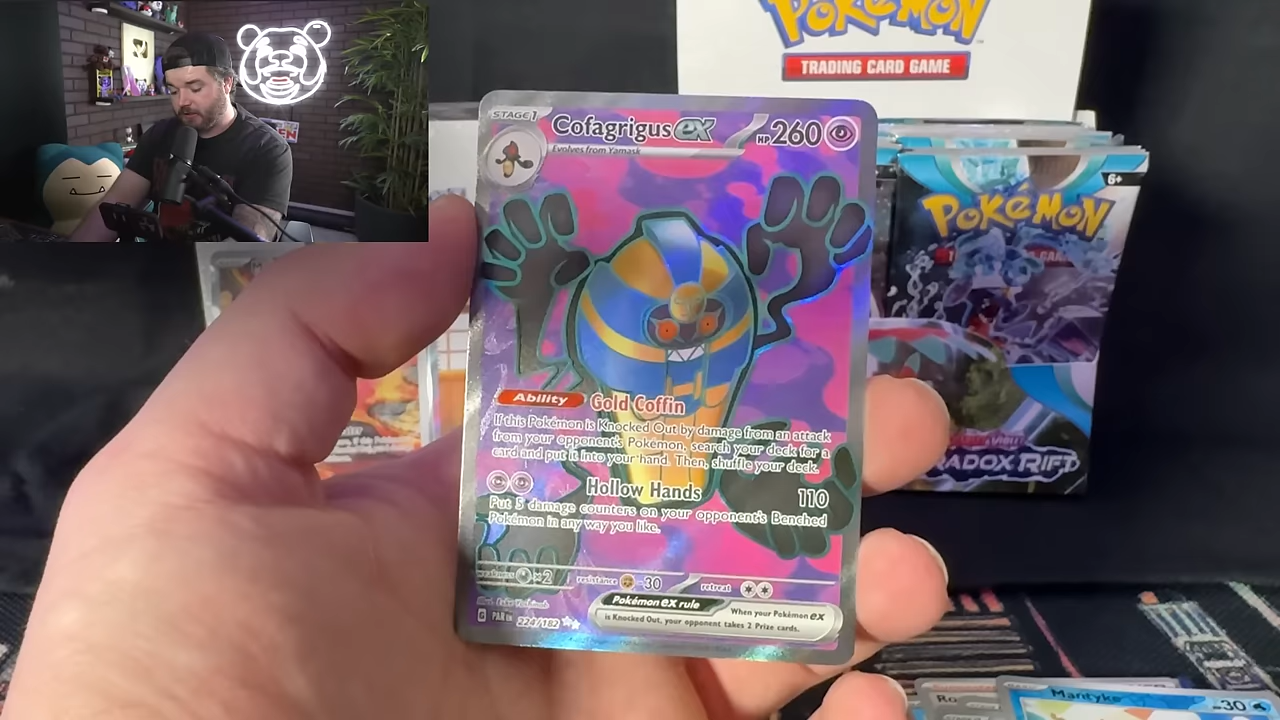 POKÉMON
TRADING CARD GAME
STAGE 1
Cofagrigus ex
HP 260
Evolves from Yamask
Ability Gold Coffin
If this Pokémon is Knocked Out by damage from an attack
from your opponent's Pokémon, search your deck for a
card and put it into your hand. Then, shuffle your deck.
Hollow Hands 110
Put 5 damage counters on your opponent's Benched
Pokémon in any way you like.
weakness ×2 resistance -30 retreat
Pokémon ex rule
When your Pokémon ex
is Knocked Out, your opponent takes 2 Prize cards.
G PAR EN 224/182
6+
POKÉMON
RADOX RIFT
Ro
Mantyke
30